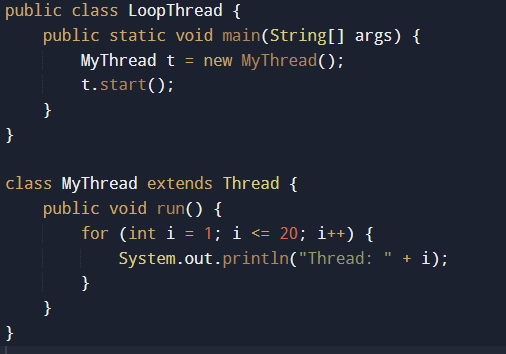 public class LoopThread {
    public static void main(String[] args) {
        MyThread t = new MyThread();
        t.start();
    }
}

class MyThread extends Thread {
    public void run() {
        for (int i = 1; i <= 20; i++) {
            System.out.println("Thread: " + i);
        }
    }
}